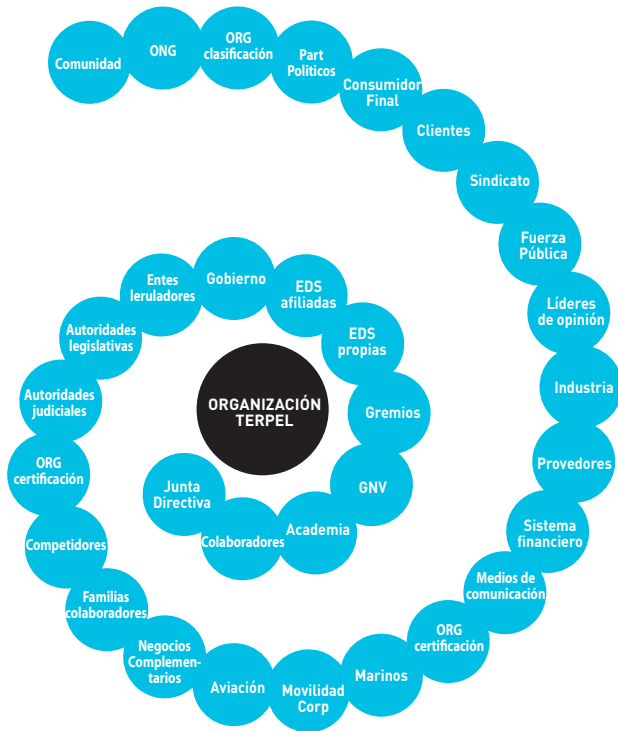 Comunidad
ONG
ORG
clasificación
Part
Politicos
Consumidor
Final
Clientes
Sindicato
Fuerza
Pública
Líderes
de opinión
Industria
Provedores
Sistema
financiero
Medios de
comunicación
ORG
certificación
Marinos
Movilidad
Corp
Aviación
Negocios
Complemen-
tarios
Familias
colaboradores
Competidores
ORG
certificación
Autoridades
judiciales
Autoridades
legislativas
Entes
leruladores
Gobierno
EDS
afiliadas
EDS
propias
Gremios
GNV
Academia
Colaboradores
Junta
Directiva
ORGANIZACIÓN
TERPEL